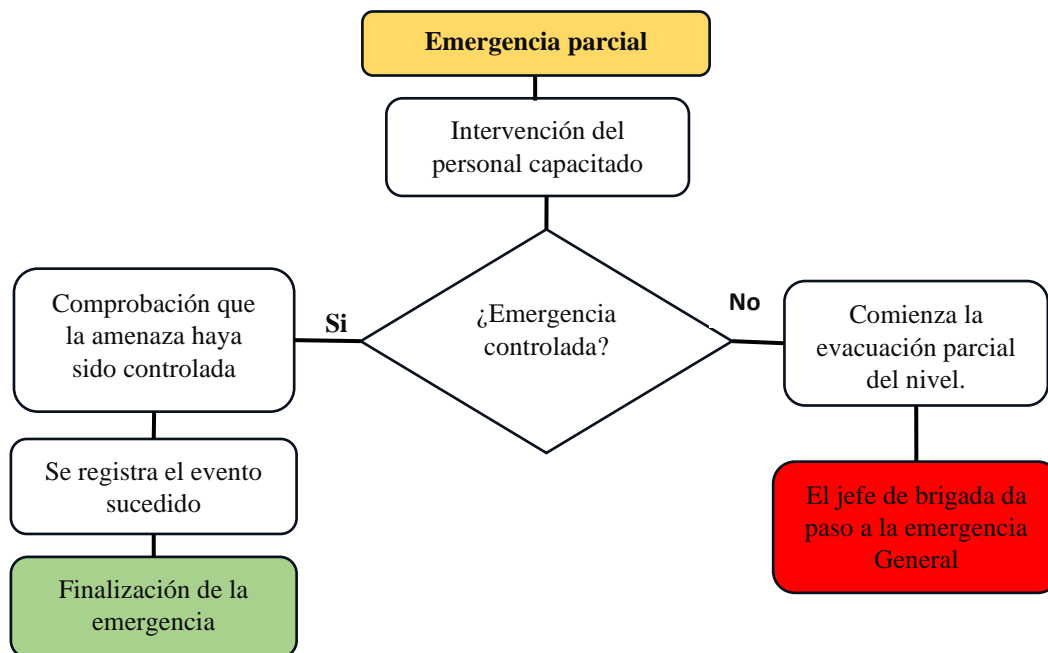 Emergencia parcial
Intervención del
personal capacitado
¿Emergencia
controlada?
Si
Comprobación que
la amenaza haya
sido controlada
Se registra el evento
sucedido
Finalización de la
emergencia
No
Comienza la
evacuación parcial
del nivel.
El jefe de brigada da
paso a la emergencia
General